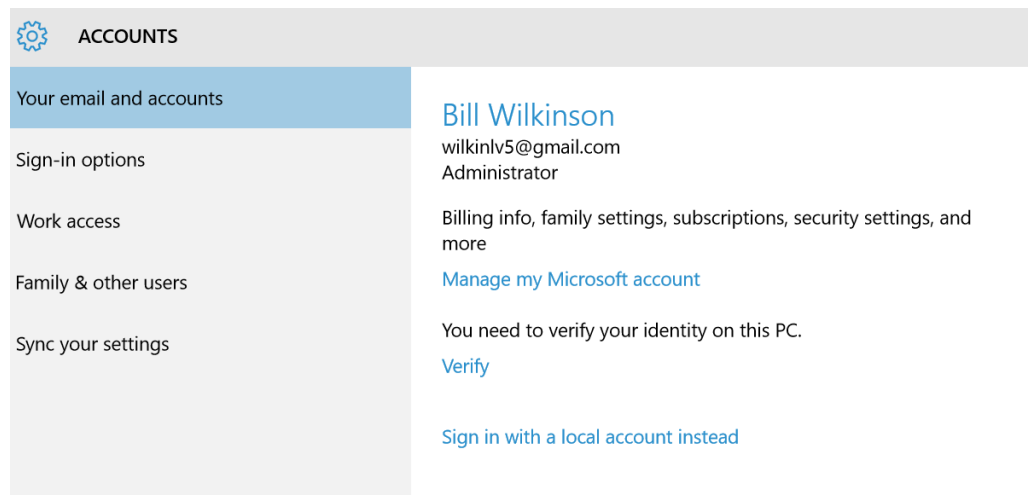 ACCOUNTS
Your email and accounts
Sign-in options
Work access
Family & other users
Sync your settings
Bill Wilkinson
wilkinlv5@gmail.com
Administrator
Billing info, family settings, subscriptions, security settings, and
more
Manage my Microsoft account
You need to verify your identity on this PC.
Verify
Sign in with a local account instead